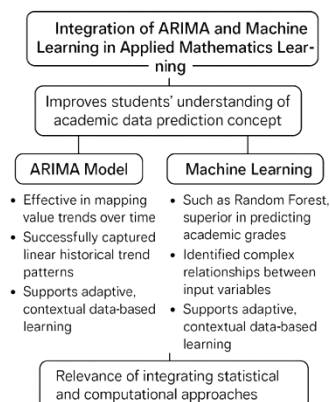 Integration of ARIMA and Machine
Learning in Applied Mathematics Lear-
ning
Improves students' understanding of
academic data prediction concept
ARIMA Model
• Effective in mapping
value trends over time
• Successfully captured
linear historical trend
patterns
• Supports adaptive,
contextual data-based
learning
Machine Learning
• Such as Random Forest,
superior in predicting
academic grades
• Identified complex
relationships between
input variables
• Supports adaptive,
contextual data-based
learning
Relevance of integrating statistical
and computational approaches